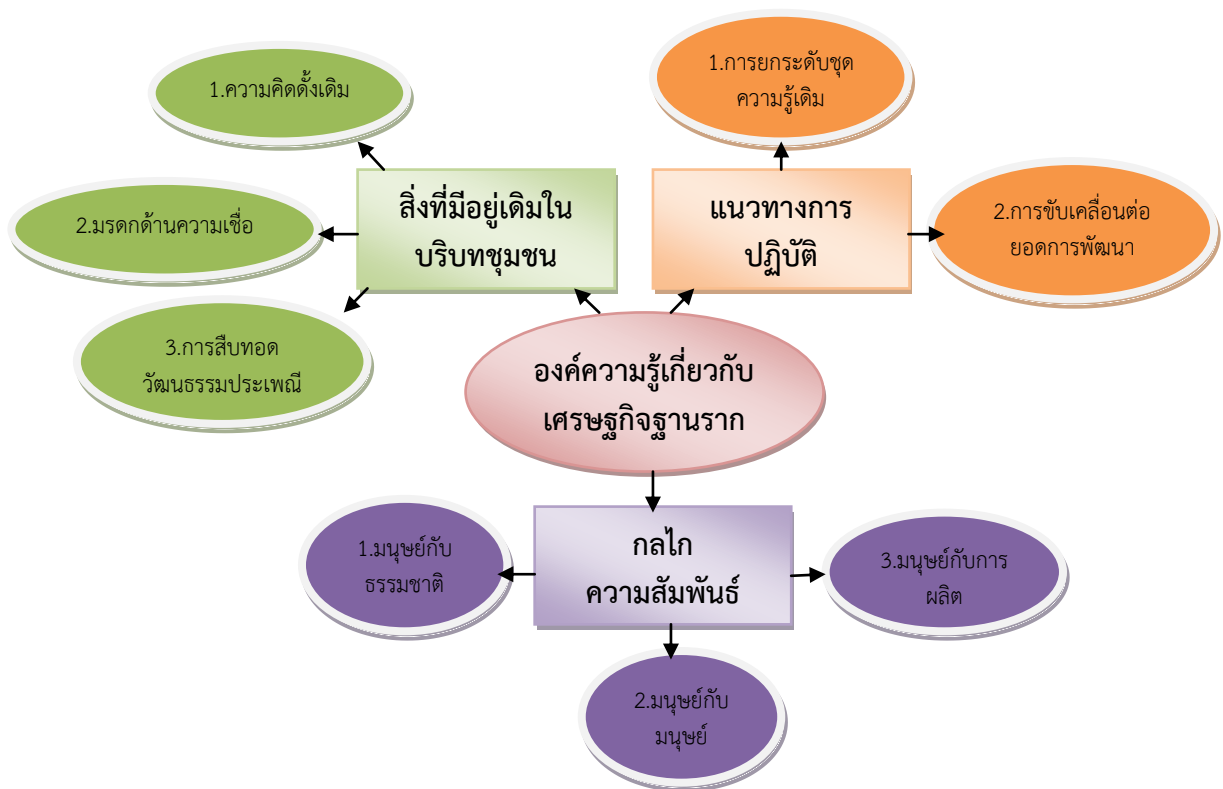 1.ความคิดดั้งเดิม
2.มรดกด้านความเชื่อ
3.การสืบทอด
วัฒนธรรมประเพณี
สิ่งที่มีอยู่เดิมใน
บริบทชุมชน
1.การยกระดับชุด
ความรู้เดิม
แนวทางการ
ปฏิบัติ
2.การขับเคลื่อนต่อ
ยอดการพัฒนา
องค์ความรู้เกี่ยวกับ
เศรษฐกิจฐานราก
กลไก
ความสัมพันธ์
1.มนุษย์กับ
ธรรมชาติ
2.มนุษย์กับ
มนุษย์
3.มนุษย์กับการ
ผลิต